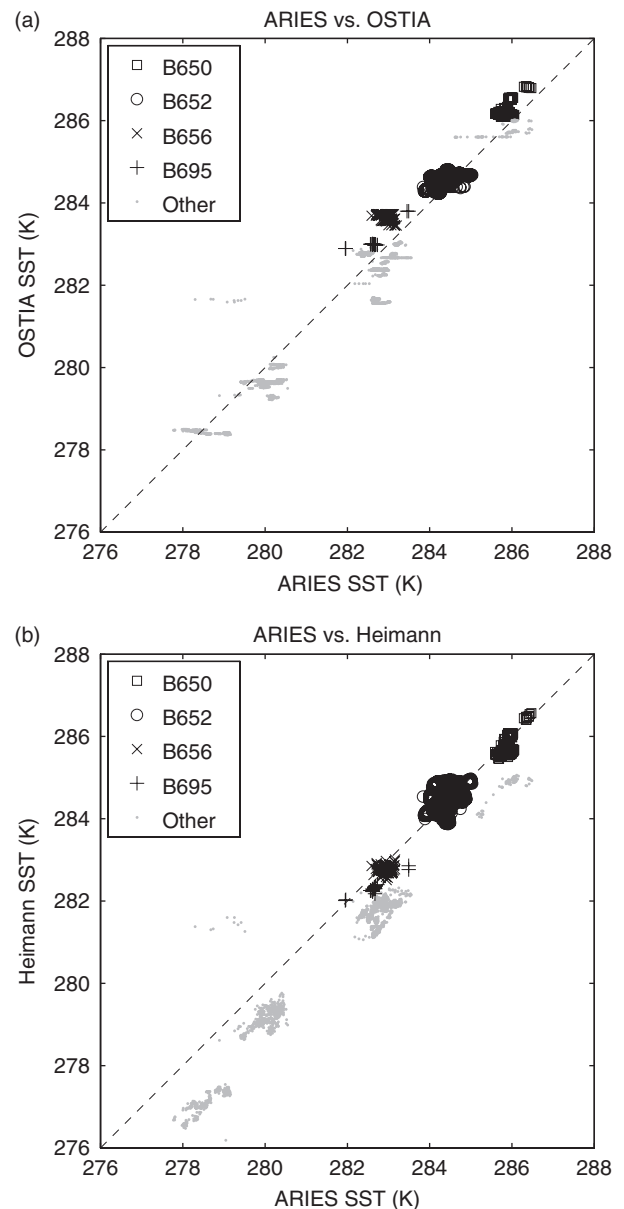 (a)
ARIES vs. OSTIA
288
286
284
282
280
278
276
OSTIA SST (K)
B650
B652
B656
B695
Other
276 278 280 282 284 286 288
ARIES SST (K)
(b)
ARIES vs. Heimann
288
286
284
282
280
278
276
Heimann SST (K)
B650
B652
B656
B695
Other
276 278 280 282 284 286 288
ARIES SST (K)